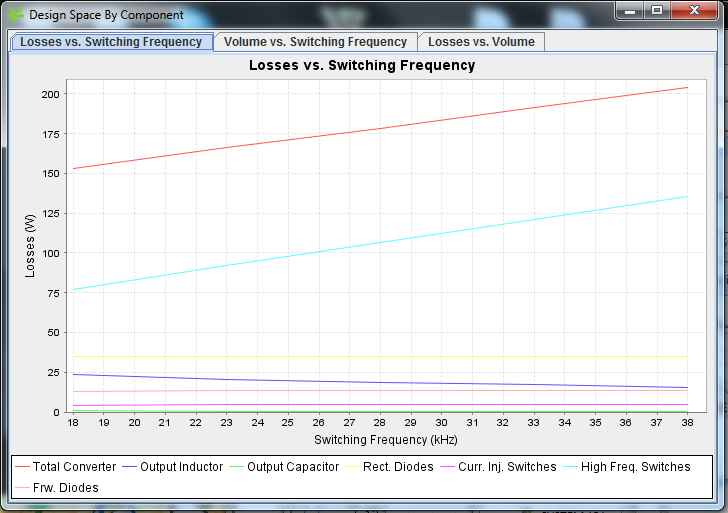 Design Space By Component
Losses vs. Switching Frequency Volume vs. Switching Frequency Losses vs. Volume
Losses vs. Switching Frequency
200
175
150
125
100
75
50
25
0
Losses (W)
18 19 20 21 22 23 24 25 26 27 28 29 30 31 32 33 34 35 36 37 38
Switching Frequency (kHz)
Total Converter Output Inductor Output Capacitor Rect. Diodes Curr. Inj. Switches High Freq. Switches
Frw. Diodes